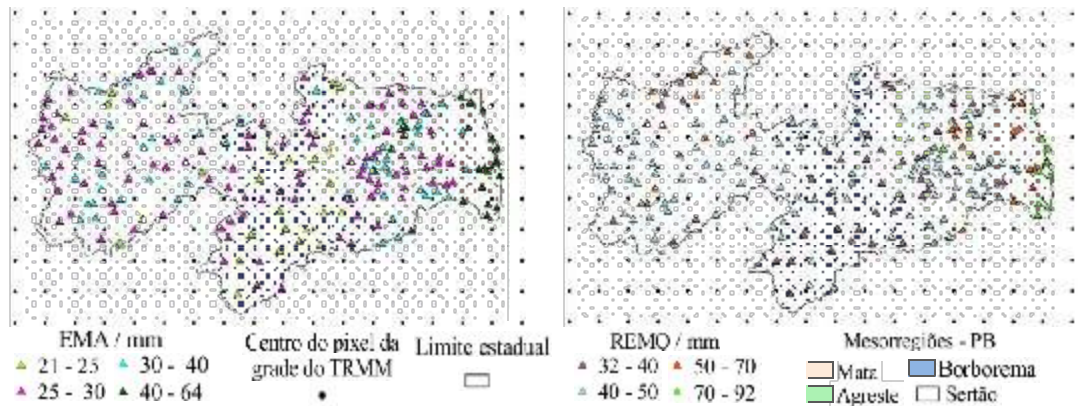 EMA / mm
21 - 25
30 - 40
25 - 30
40 - 64
Centro do pixel da
grade do TRMM
Limite estadual
REMQ / mm
32 - 40
50 - 70
40 - 50
70 - 92
Mesorregiões - PB
Mata
Borborema
Agreste
Sertão